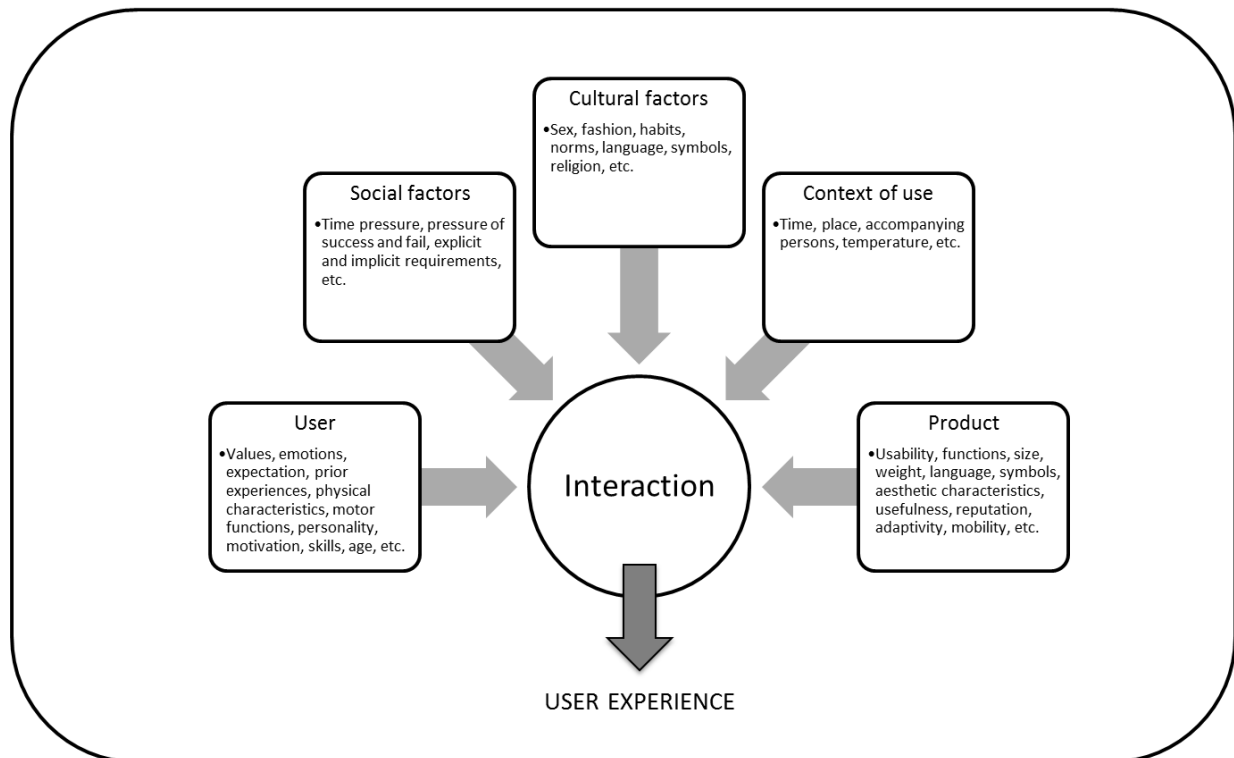 Cultural factors
•Sex, fashion, habits,
norms, language, symbols,
religion, etc.
Social factors
•Time pressure, pressure of
success and fail, explicit
and implicit requirements,
etc.
Context of use
•Time, place, accompanying
persons, temperature, etc.
User
•Values, emotions,
expectation, prior
experiences, physical
characteristics, motor
functions, personality,
motivation, skills, age, etc.
Interaction
Product
•Usability, functions, size,
weight, language, symbols,
aesthetic characteristics,
usefulness, reputation,
adaptivity, mobility, etc.
USER EXPERIENCE